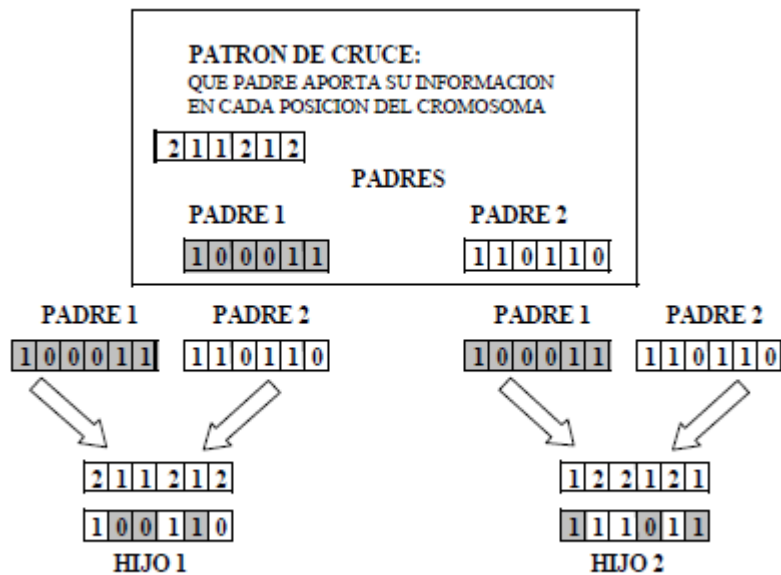 PATRON DE CRUCE:
QUE PADRE APORTA SU INFORMACION
EN CADA POSICION DEL CROMOSOMA
2 1 1 2 1 2
PADRES
PADRE 1 PADRE 2
1 0 0 0 1 1 1 1 0 1 1 0
PADRE 1 PADRE 2 PADRE 1 PADRE 2
1 0 0 0 1 1 1 1 0 1 1 0 1 0 0 0 1 1 1 1 0 1 1 0
2 1 1 2 1 2 1 2 2 1 2 1
1 0 0 1 1 0 1 1 1 0 1 1
HIJO 1 HIJO 2